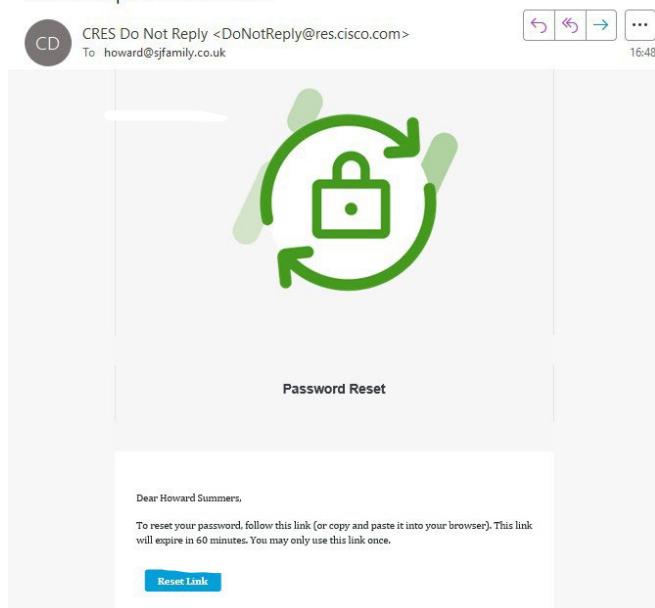 CD
CRES Do Not Reply <DoNotReply@res.cisco.com>
To howard@sjfamily.co.uk
16:48
Password Reset
Dear Howard Summers,
To reset your password, follow this link (or copy and paste it into your browser). This link
will expire in 60 minutes. You may only use this link once.
Reset Link